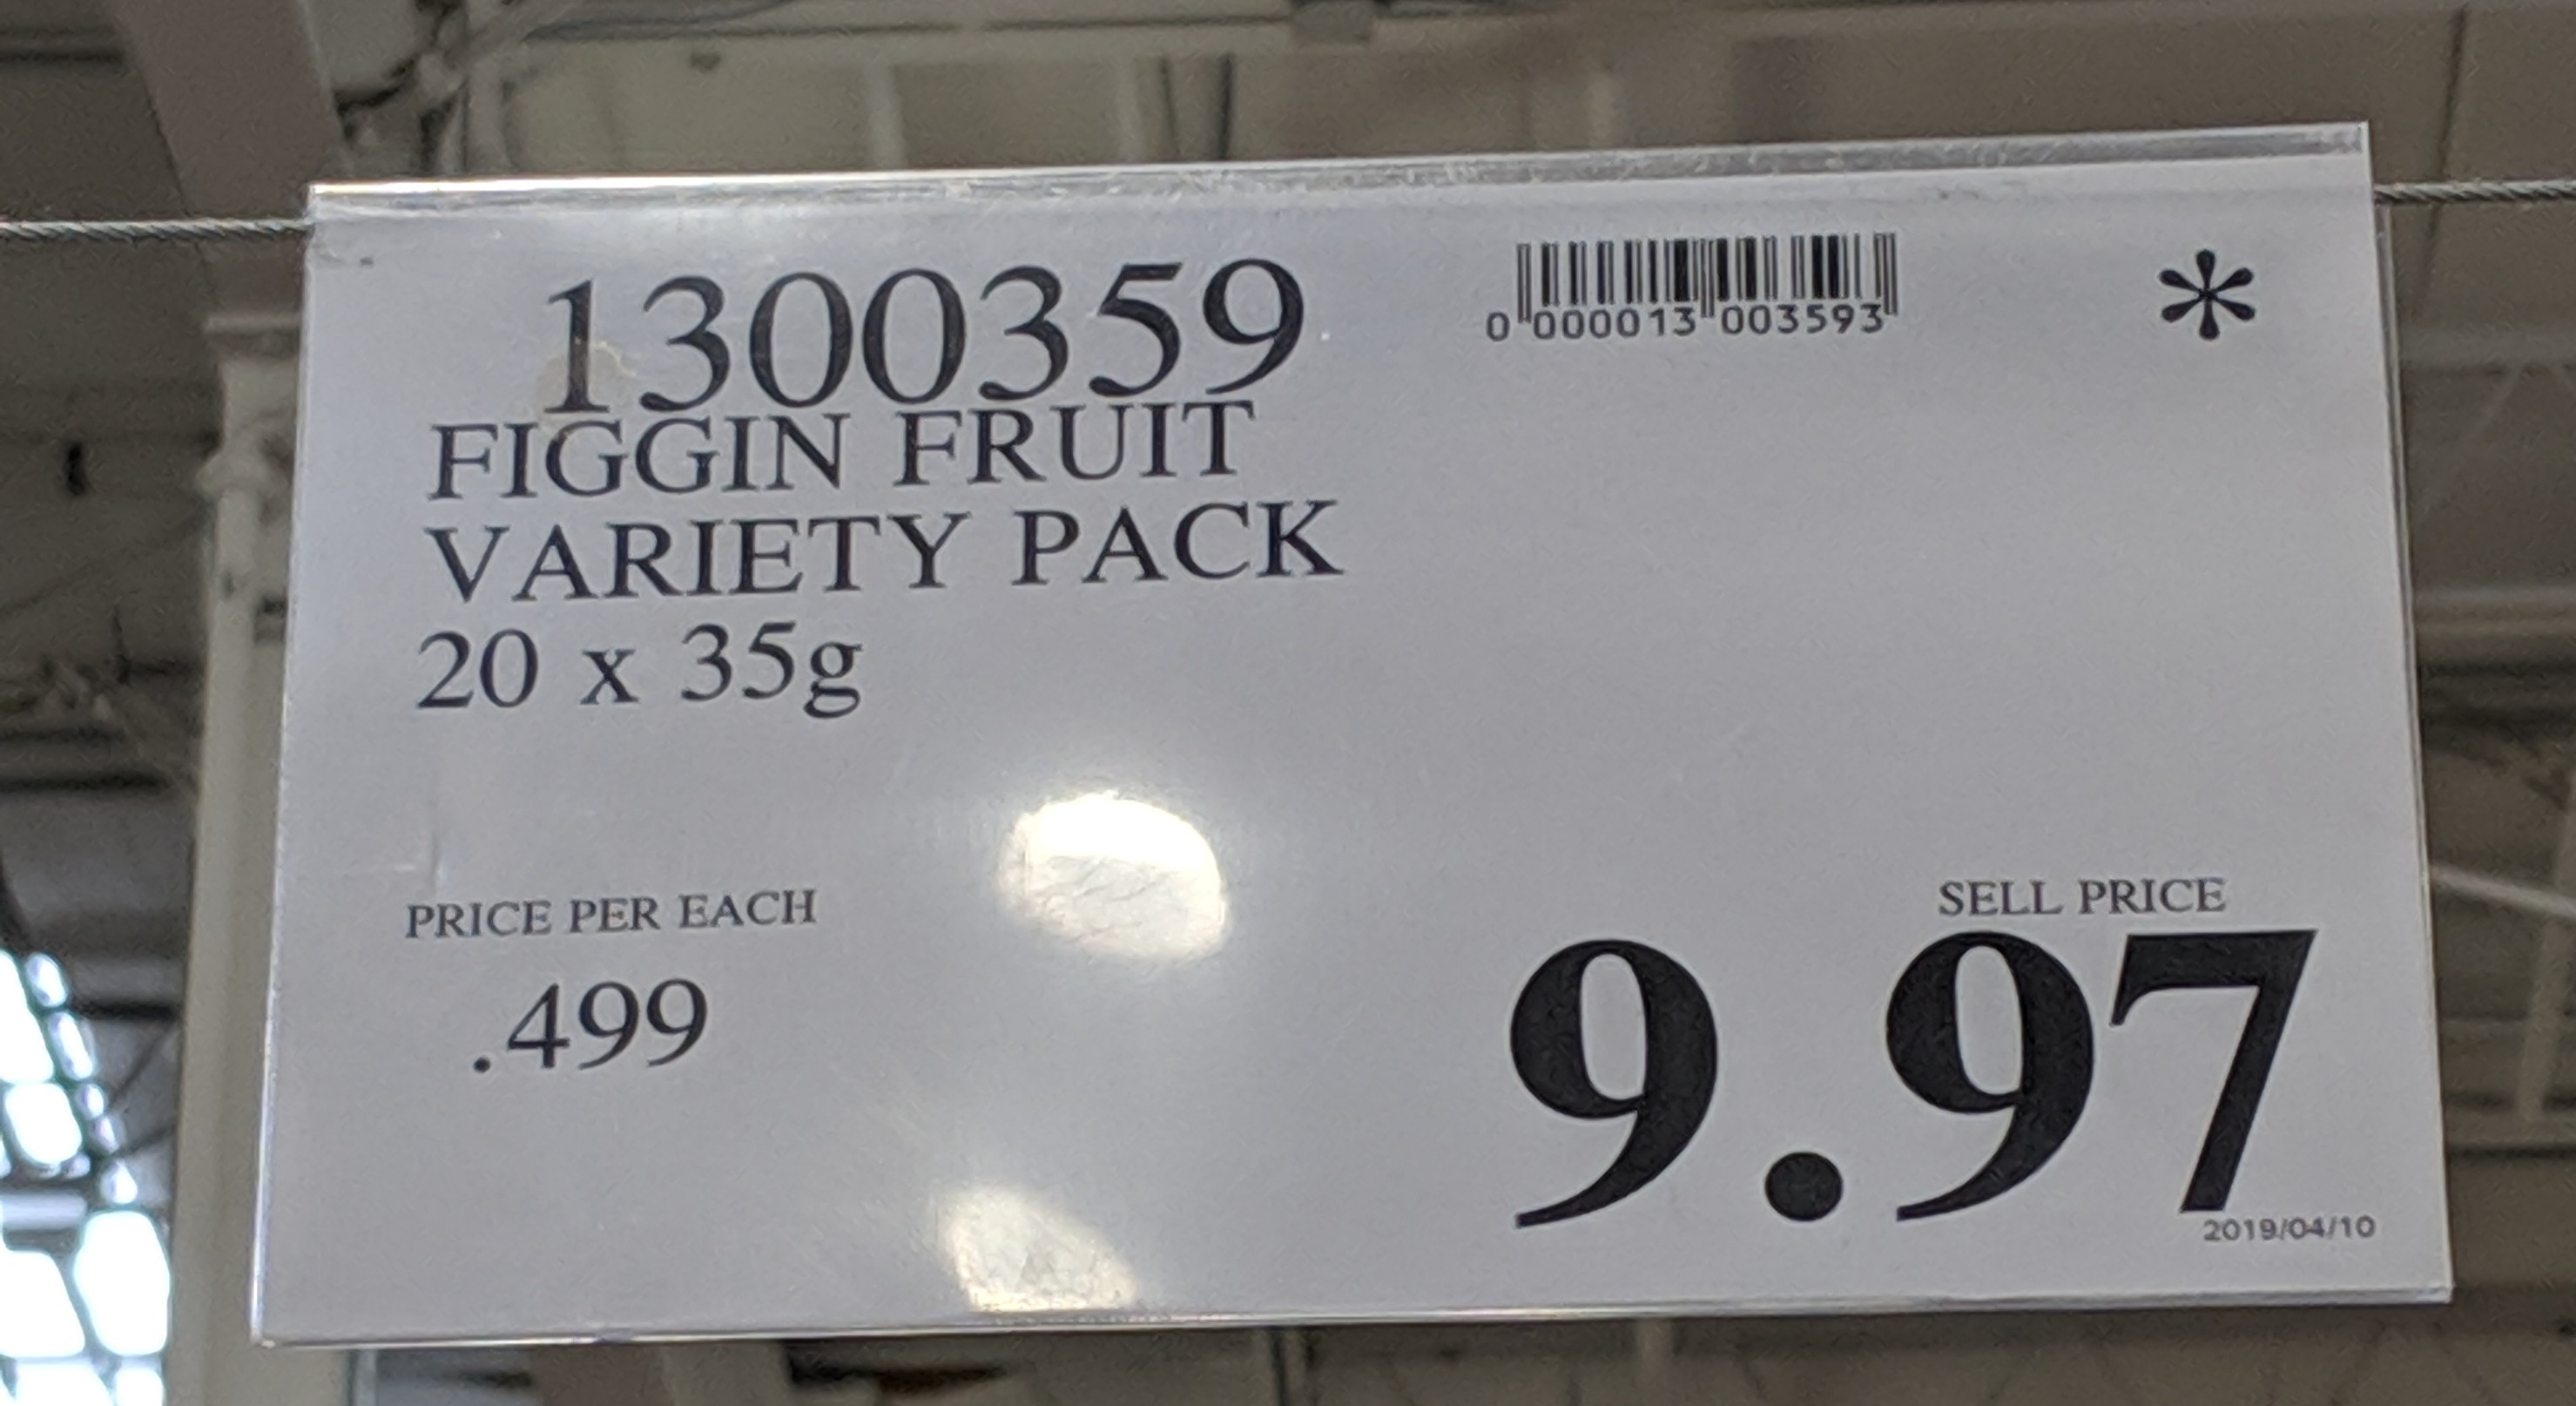 1300359
0 000013 003593
*
FIGGIN FRUIT
VARIETY PACK
20 x 35g
PRICE PER EACH
.499
SELL PRICE
9.97
2019/04/10